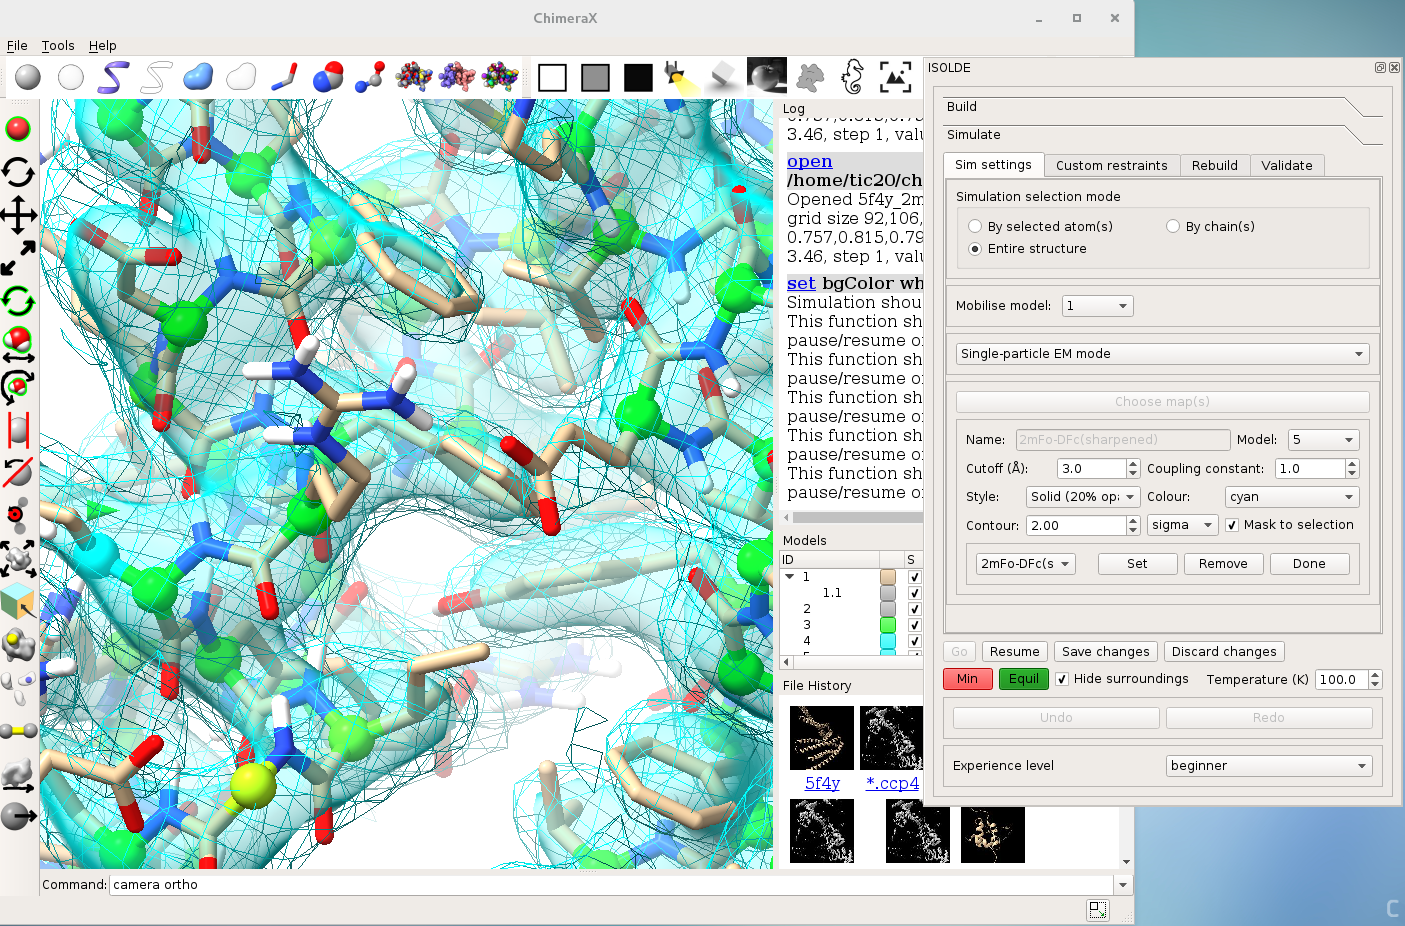 ChimeraX
File Tools Help
Log
3.46, step 1, valu
open
/home/tic20/ch
Opened 5f4y_2m
grid size 92,106,
0.757,0.815,0.79
3.46, step 1, valu
set bgColor wh
Simulation shou
This function sh
pause/resume o
This function sh
pause/resume o
This function sh
pause/resume o
This function sh
pause/resume o
This function sh
pause/resume o
Models
ID S
1
1.1
2
3
4
File History
5f4y *.ccp4
Command: camera ortho
ISOLDE
Build
Simulate
Sim settings Custom restraints Rebuild Validate
Simulation selection mode
By selected atom(s) By chain(s)
Entire structure
Mobilise model: 1
Single-particle EM mode
Choose map(s)
Name: 2mFo-DFc(sharpened) Model: 5
Cutoff (Å): 3.0 Coupling constant: 1.0
Style: Solid (20% opa Colour: cyan
Contour: 2.00 sigma Mask to selection
2mFo-DFc(s Set Remove Done
Go Resume Save changes Discard changes
Min Equil Hide surroundings Temperature (K) 100.0
Undo Redo
Experience level beginner
C